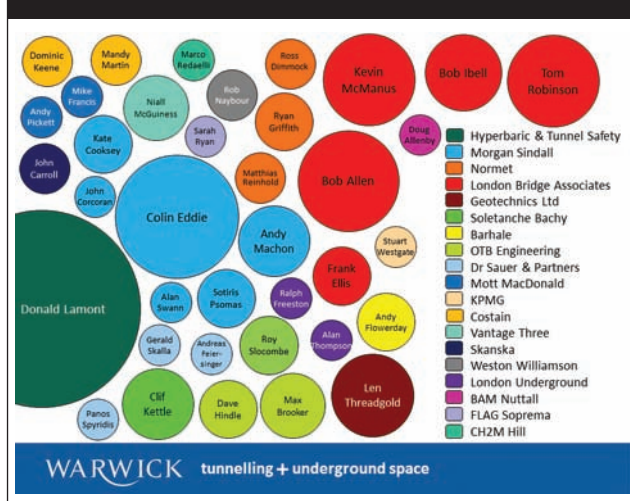 Dominic
Keene
Mandy
Martin
Marco
Redaelli
Ross
Dimmock
Kevin
McManus
Bob Ibell
Tom
Robinson
Andy
Pickett
Mike
Francis
Niall
McGuiness
Rob
Naybour
Ryan
Griffith
Kate
Cooksey
Sarah
Ryan
Doug
Allenby
John
Carroll
John
Corcoran
Matthias
Reinhold
Bob Allen
Colin Eddie
Andy
Machon
Stuart
Westgate
Frank
Ellis
Donald Lamont
Alan
Swann
Sotiris
Psomas
Ralph
Freeston
Andy
Flowerday
Gerald
Skalla
Andreas
Feier-
singer
Roy
Slocombe
Alan
Thompson
Clif
Kettle
Dave
Hindle
Max
Brooker
Len
Threadgold
Panos
Spyridis
Hyperbaric & Tunnel Safety
Morgan Sindall
Normet
London Bridge Associates
Geotechnics Ltd
Soletanche Bachy
Barhale
OTB Engineering
Dr Sauer & Partners
Mott MacDonald
KPMG
Costain
Vantage Three
Skanska
Weston Williamson
London Underground
BAM Nuttall
FLAG Soprema
CH2M Hill
WARWICK tunnelling + underground space